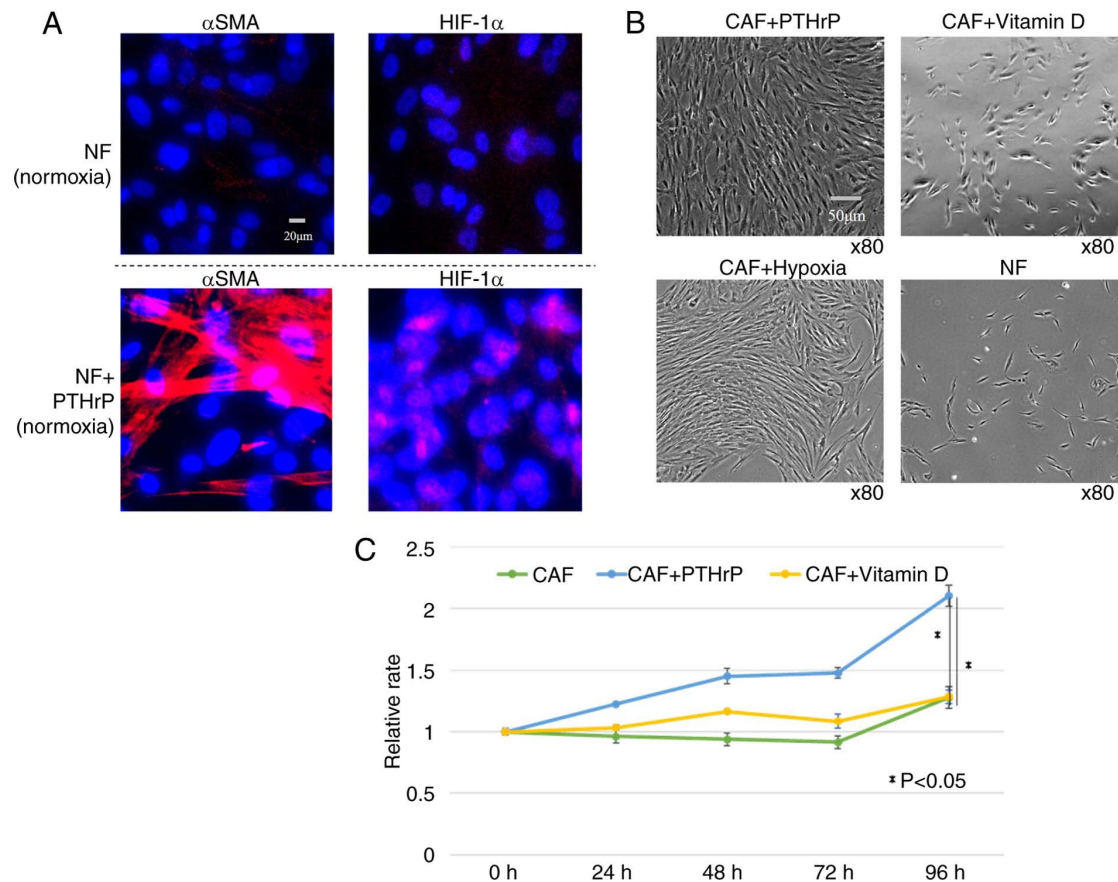 A
αSMA
HIF-1α
NF
(normoxia)
20μm
αSMA
HIF-1α
NF+
PTHrP
(normoxia)
B
CAF+PTHrP
CAF+Vitamin D
50μm
x80
x80
CAF+Hypoxia
NF
x80
x80
C
2.5
2
1.5
1
0.5
0
Relative rate
CAF
CAF+PTHrP
CAF+Vitamin D
*
*
* P<0.05
0 h
24 h
48 h
72 h
96 h